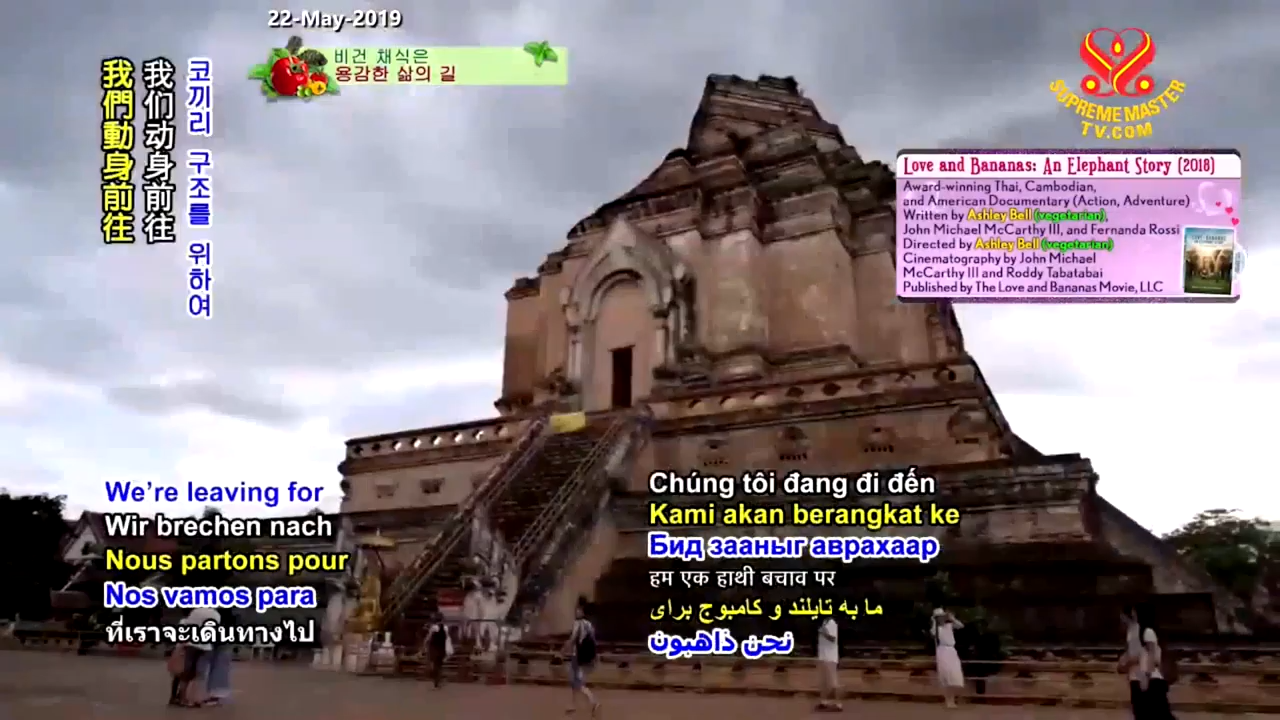 22-May-2019
비건 채식은
용감한 삶의 길
我們動身前往
我们动身前往
코끼리 구조를 위하여
SUPREME MASTER
TV.COM
Love and Bananas: An Elephant Story (2018)
Award-winning Thai, Cambodian,
and American Documentary (Action, Adventure)
Written by Ashley Bell (vegetarian),
John Michael McCarthy III, and Fernanda Rossi
Directed by Ashley Bell (vegetarian)
Cinematography by John Michael
McCarthy III and Roddy Tabatabai
Published by The Love and Bananas Movie, LLC
We’re leaving for
Wir brechen nach
Nous partons pour
Nos vamos para
ที่เราจะเดินทางไป
Chúng tôi đang đi đến
Kami akan berangkat ke
Бид зааныг аврахаар
हम एक हाथी बचाव पर
ما به تایلند و کامبوج برای
نحن ذاهبون